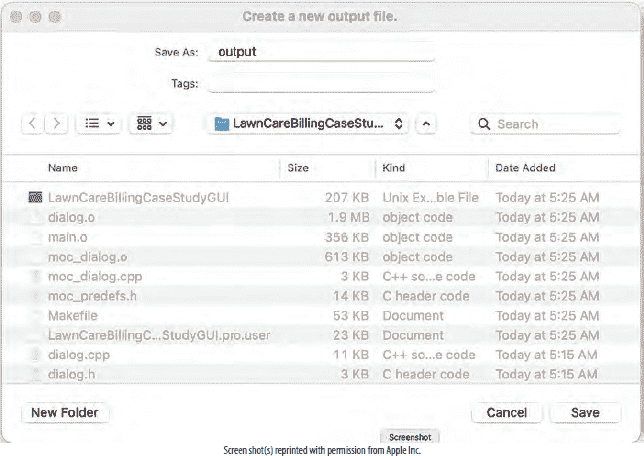 Create a new output file.
Save As: output
Tags:
LawnCareBillingCaseStu... Search
Name Size Kind Date Added
LawnCareBillingCaseStudyGUI 207 KB Unix Ex...ble File Today at 5:25 AM
dialog.o 1.9 MB object code Today at 5:25 AM
main.o 356 KB object code Today at 5:25 AM
moc_dialog.o 613 KB object code Today at 5:25 AM
moc_dialog.cpp 3 KB C++ so...e code Today at 5:25 AM
moc_predefs.h 14 KB C header code Today at 5:25 AM
Makefile 53 KB Document Today at 5:25 AM
LawnCareBillingC...StudyGUI.pro.user 23 KB Document Today at 5:25 AM
dialog.cpp 11 KB C++ so...e code Today at 5:15 AM
dialog.h 3 KB C header code Today at 5:15 AM
New Folder Cancel Save
Screenshot
Screen shot(s) reprinted with permission from Apple Inc.